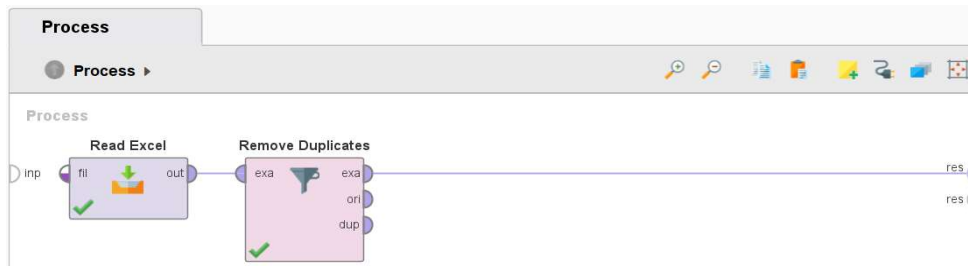 Process
Process
Process
Read Excel
Remove Duplicates
inp
fil
out
exa
exa
res
ori
res
dup